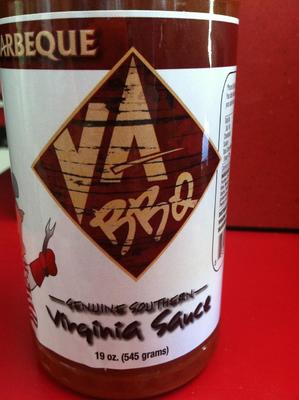 ARBEQUE
VA
BBQ
GENUINE SOUTHERN
Virginia Sauce
19 oz. (545 grams)